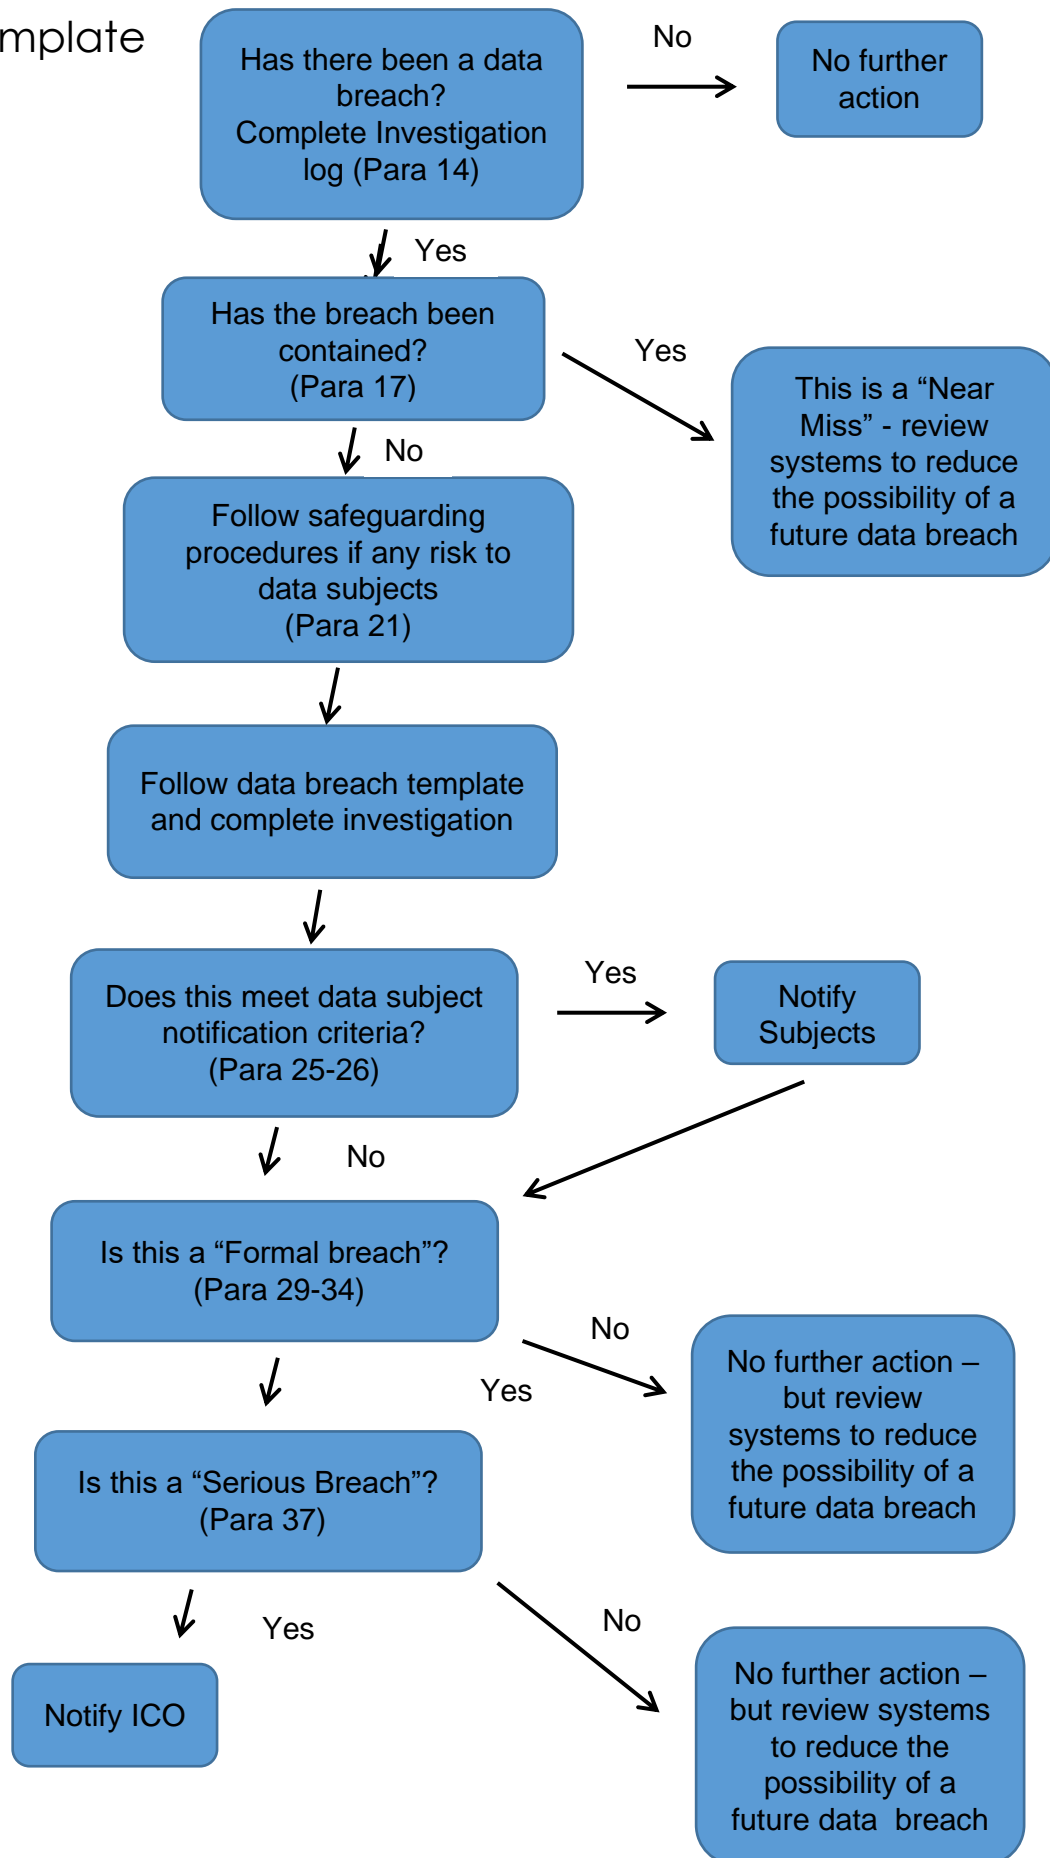 mplate
Has there been a data
breach?
Complete Investigation
log (Para 14)
No
No further
action
Yes
Has the breach been
contained?
(Para 17)
Yes
This is a “Near
Miss” - review
systems to reduce
the possibility of a
future data breach
No
Follow safeguarding
procedures if any risk to
data subjects
(Para 21)
Follow data breach template
and complete investigation
Does this meet data subject
notification criteria?
(Para 25-26)
Yes
Notify
Subjects
No
Is this a “Formal breach”?
(Para 29-34)
No
No further action –
but review
systems to reduce
the possibility of a
future data breach
Yes
Is this a “Serious Breach”?
(Para 37)
Yes
Notify ICO
No
No further action –
but review systems
to reduce the
possibility of a
future data  breach